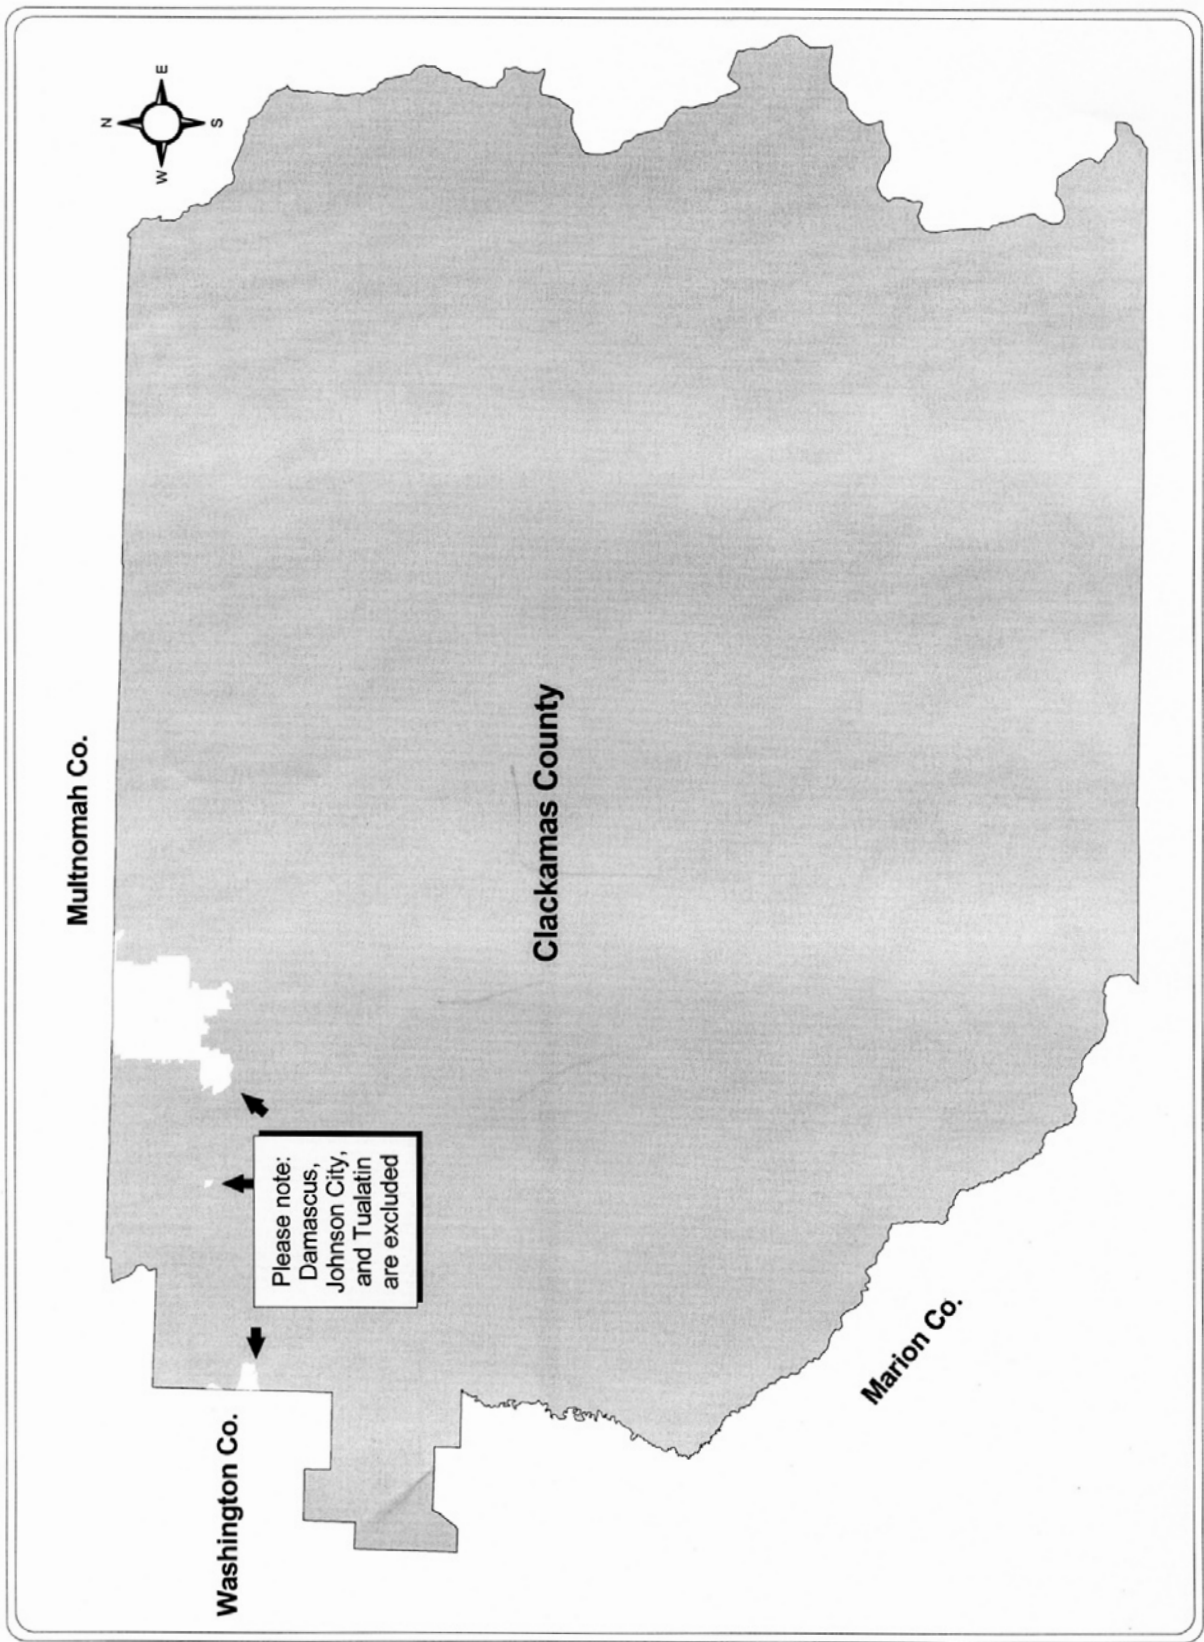 Multnomah Co.
N
W
E
S
Washington Co.
Please note:
Damascus,
Johnson City,
and Tualatin
are excluded
Clackamas County
Marion Co.